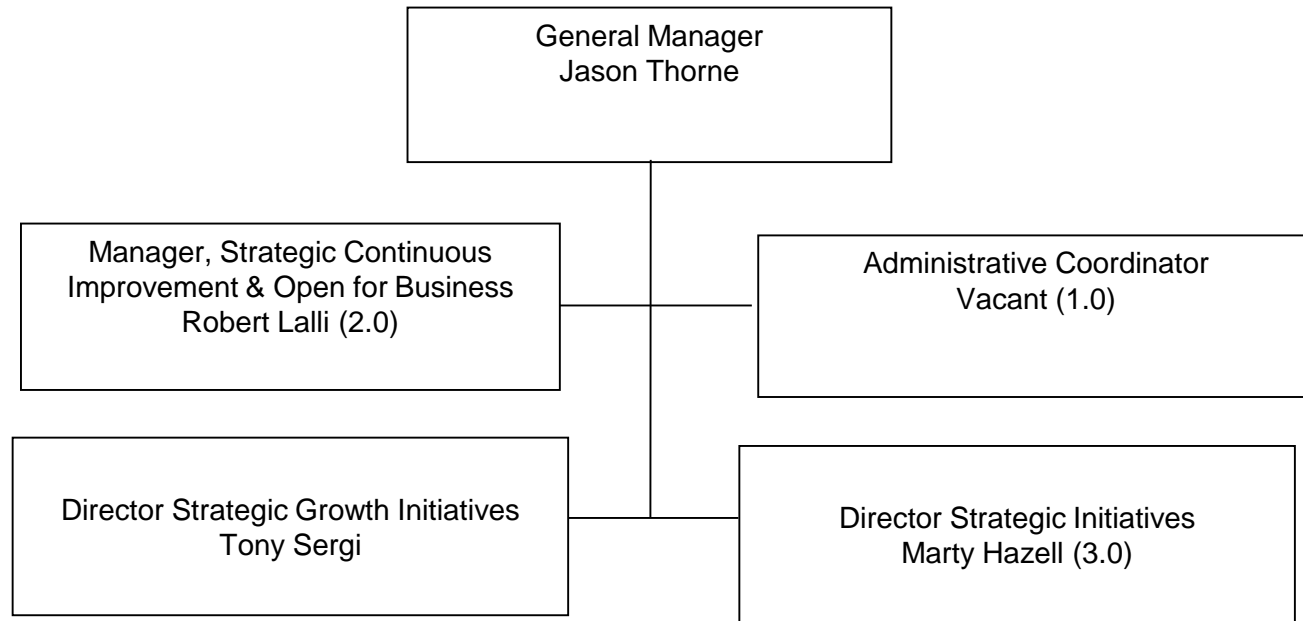 General Manager
Jason Thorne
Manager, Strategic Continuous
Improvement & Open for Business
Robert Lalli (2.0)
Administrative Coordinator
Vacant (1.0)
Director Strategic Growth Initiatives
Tony Sergi
Director Strategic Initiatives
Marty Hazell (3.0)